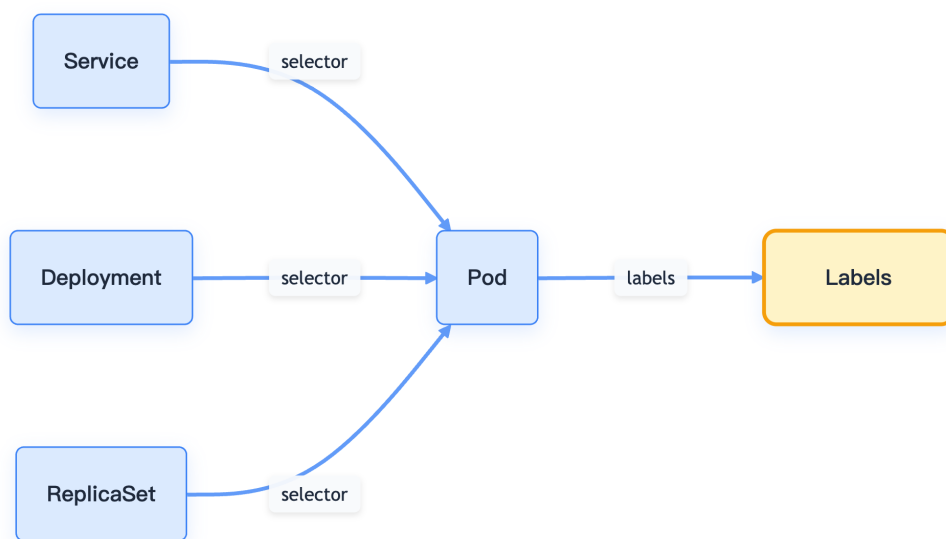 Service
selector
Deployment
selector
Pod
labels
Labels
ReplicaSet
selector